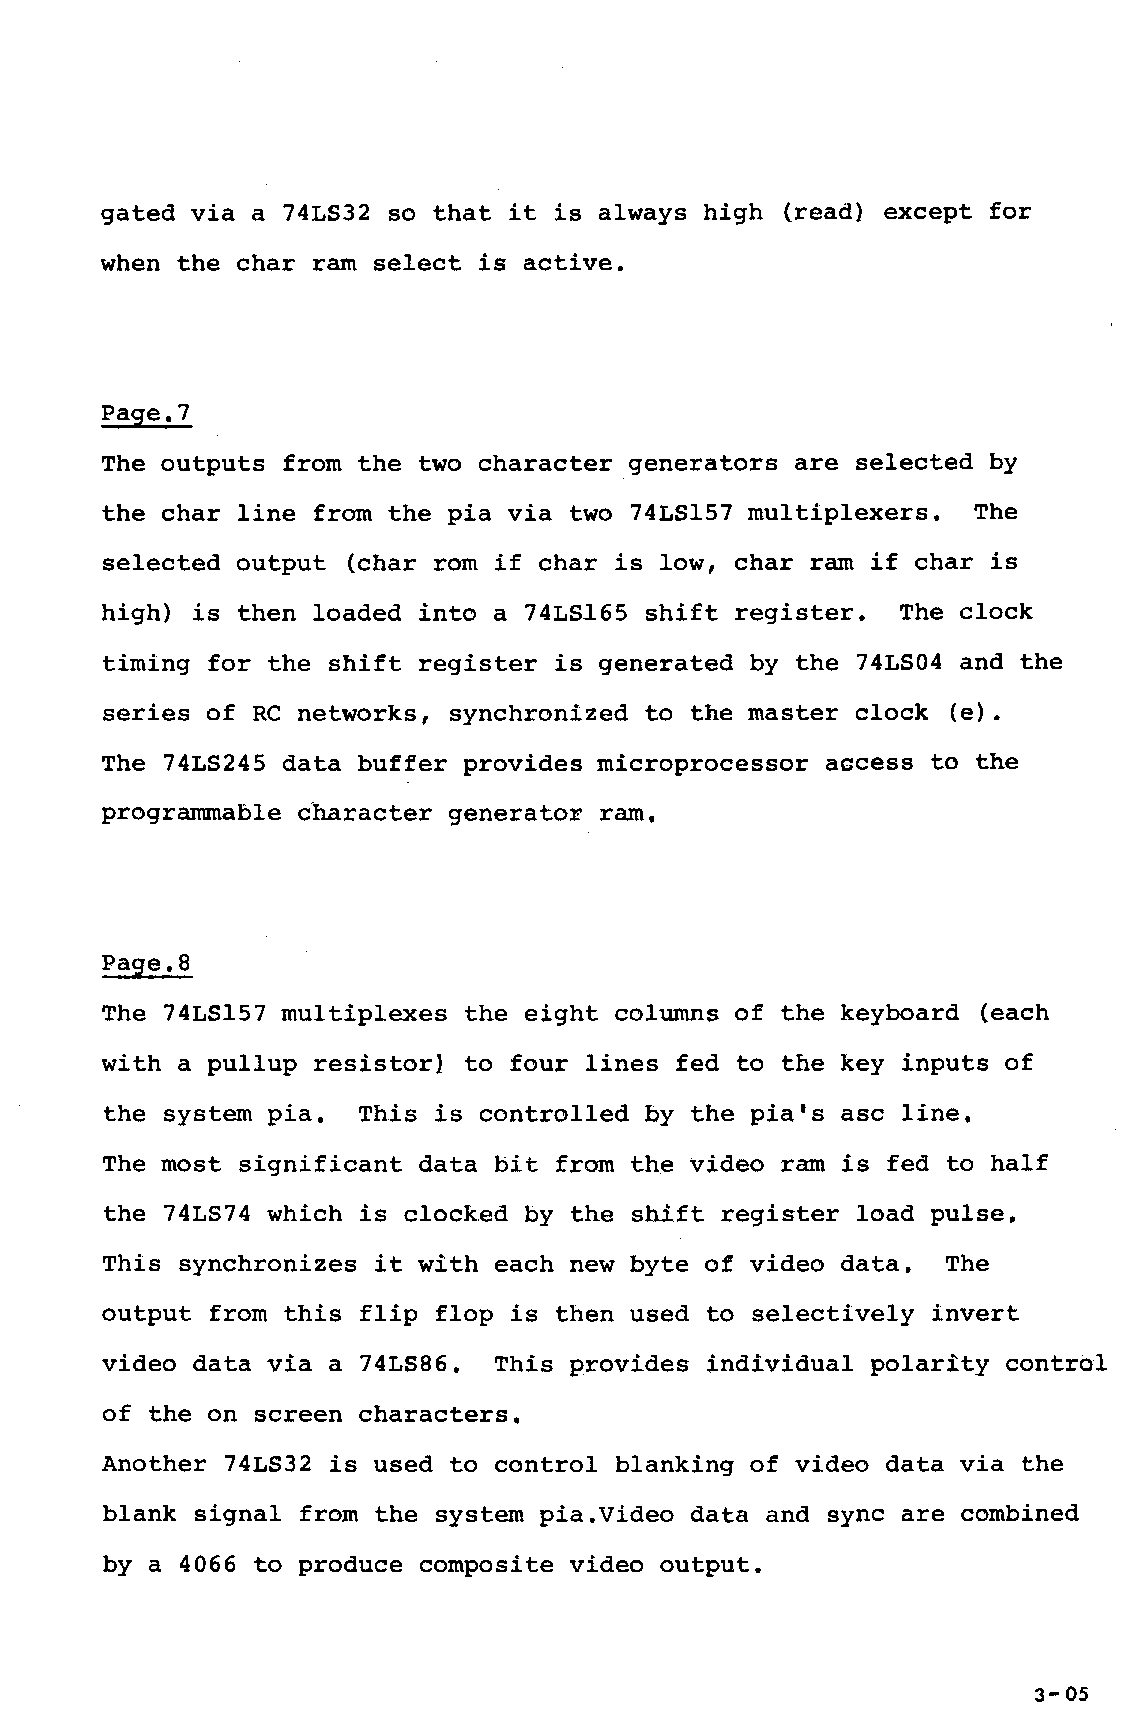 gated via a 74LS32 so that it is always high (read) except for
when the char ram select is active.
Page.7
The outputs from the two character generators are selected by
the char line from the pia via two 74LS157 multiplexers. The
selected output (char rom if char is low, char ram if char is
high) is then loaded into a 74LS165 shift register. The clock
timing for the shift register is generated by the 74LS04 and the
series of RC networks, synchronized to the master clock (e).
The 74LS245 data buffer provides microprocessor access to the
programmable character generator ram.
Page.8
The 74LS157 multiplexes the eight columns of the keyboard (each
with a pullup resistor) to four lines fed to the key inputs of
the system pia. This is controlled by the pia's asc line.
The most significant data bit from the video ram is fed to half
the 74LS74 which is clocked by the shift register load pulse.
This synchronizes it with each new byte of video data. The
output from this flip flop is then used to selectively invert
video data via a 74LS86. This provides individual polarity control
of the on screen characters.
Another 74LS32 is used to control blanking of video data via the
blank signal from the system pia.Video data and sync are combined
by a 4066 to produce composite video output.
3-05